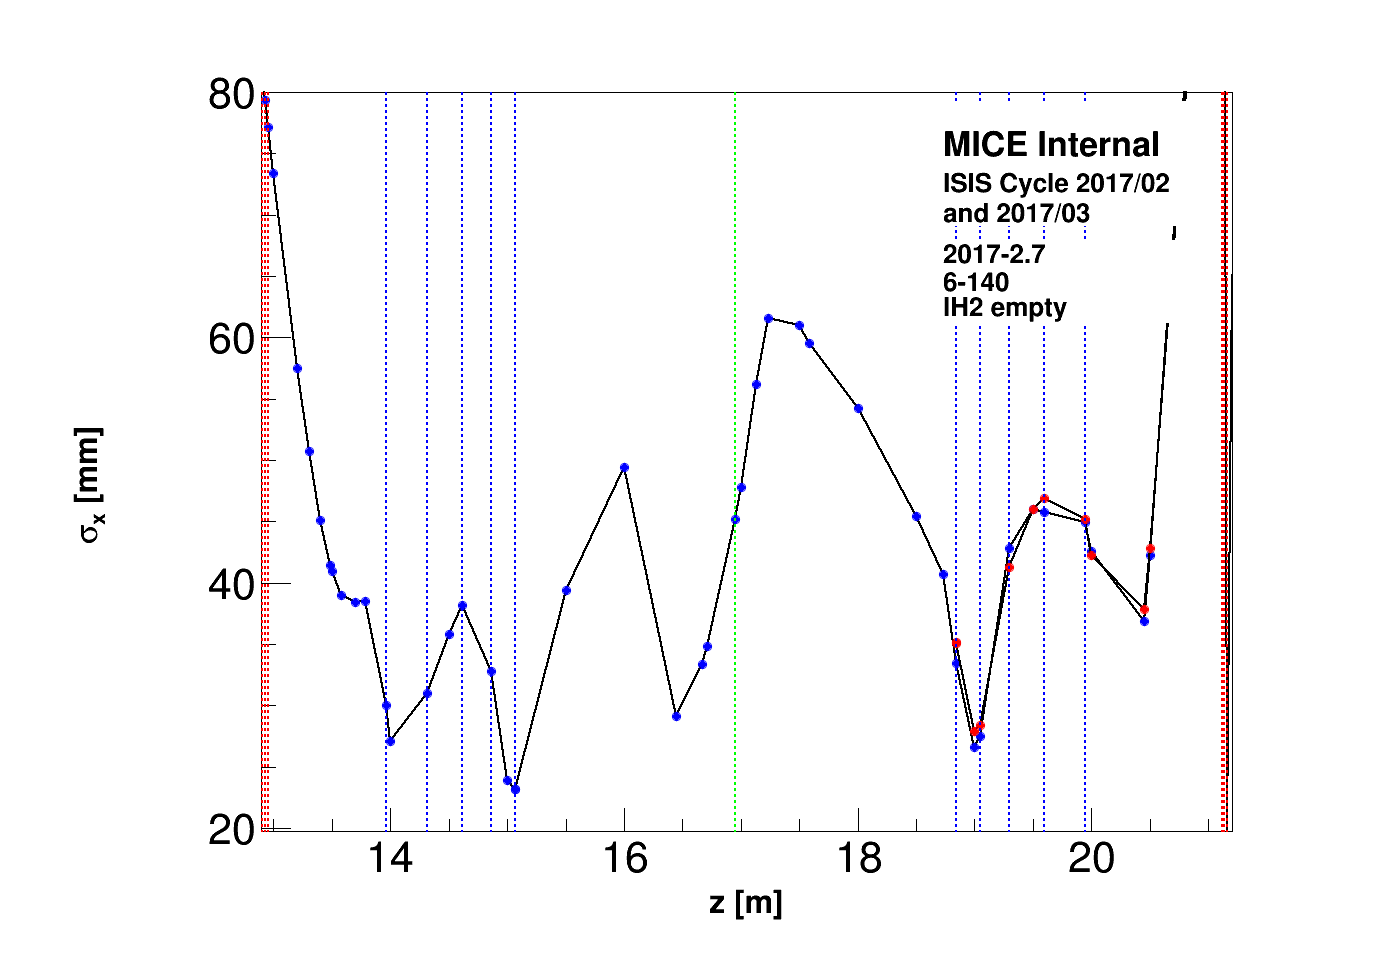 80
60
40
20
σx [mm]
MICE Internal
ISIS Cycle 2017/02
and 2017/03
2017-2.7
6-140
lH2 empty
14 16 18 20
z [m]